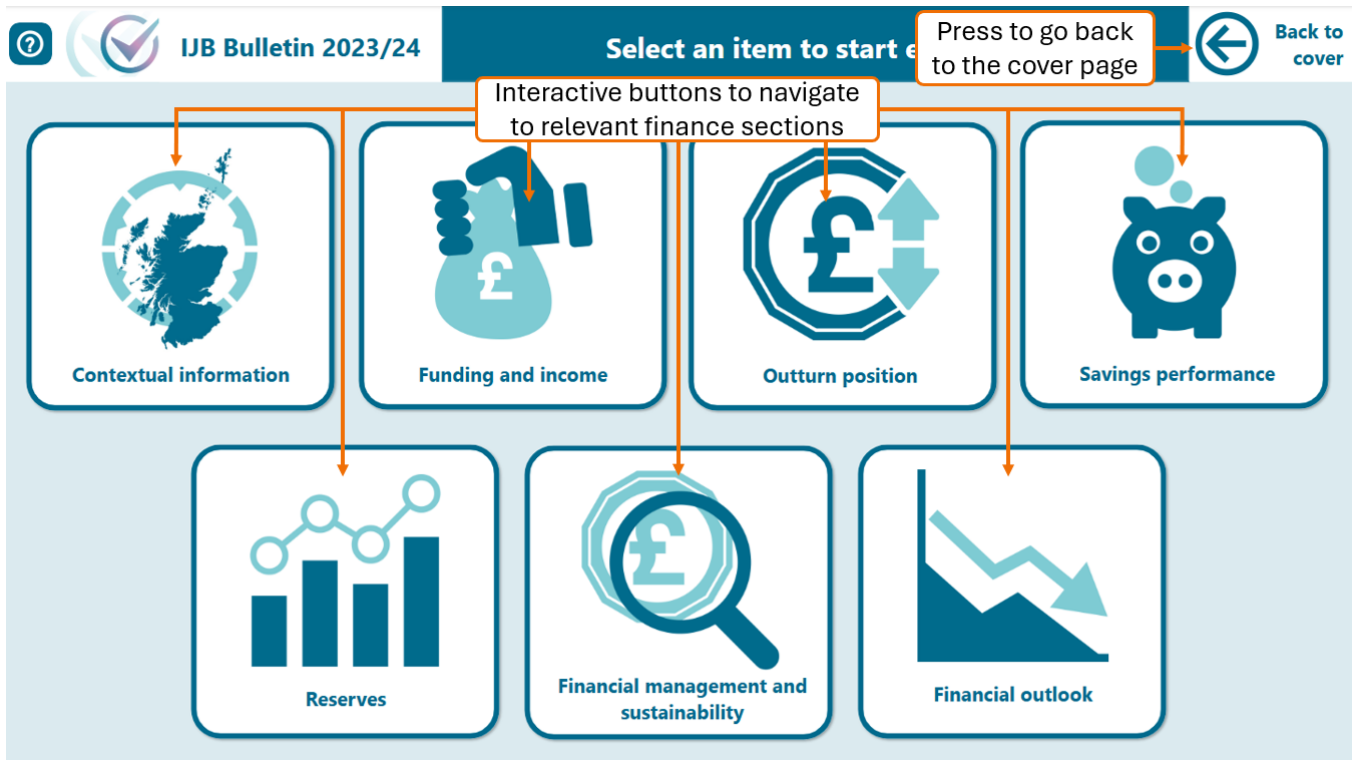 ?
IJB Bulletin 2023/24
Select an item to start e
Press to go back
to the cover page
Back to
cover
Interactive buttons to navigate
to relevant finance sections
£
£
Contextual information
Funding and income
Outturn position
Savings performance
£
Reserves
Financial management and
sustainability
Financial outlook